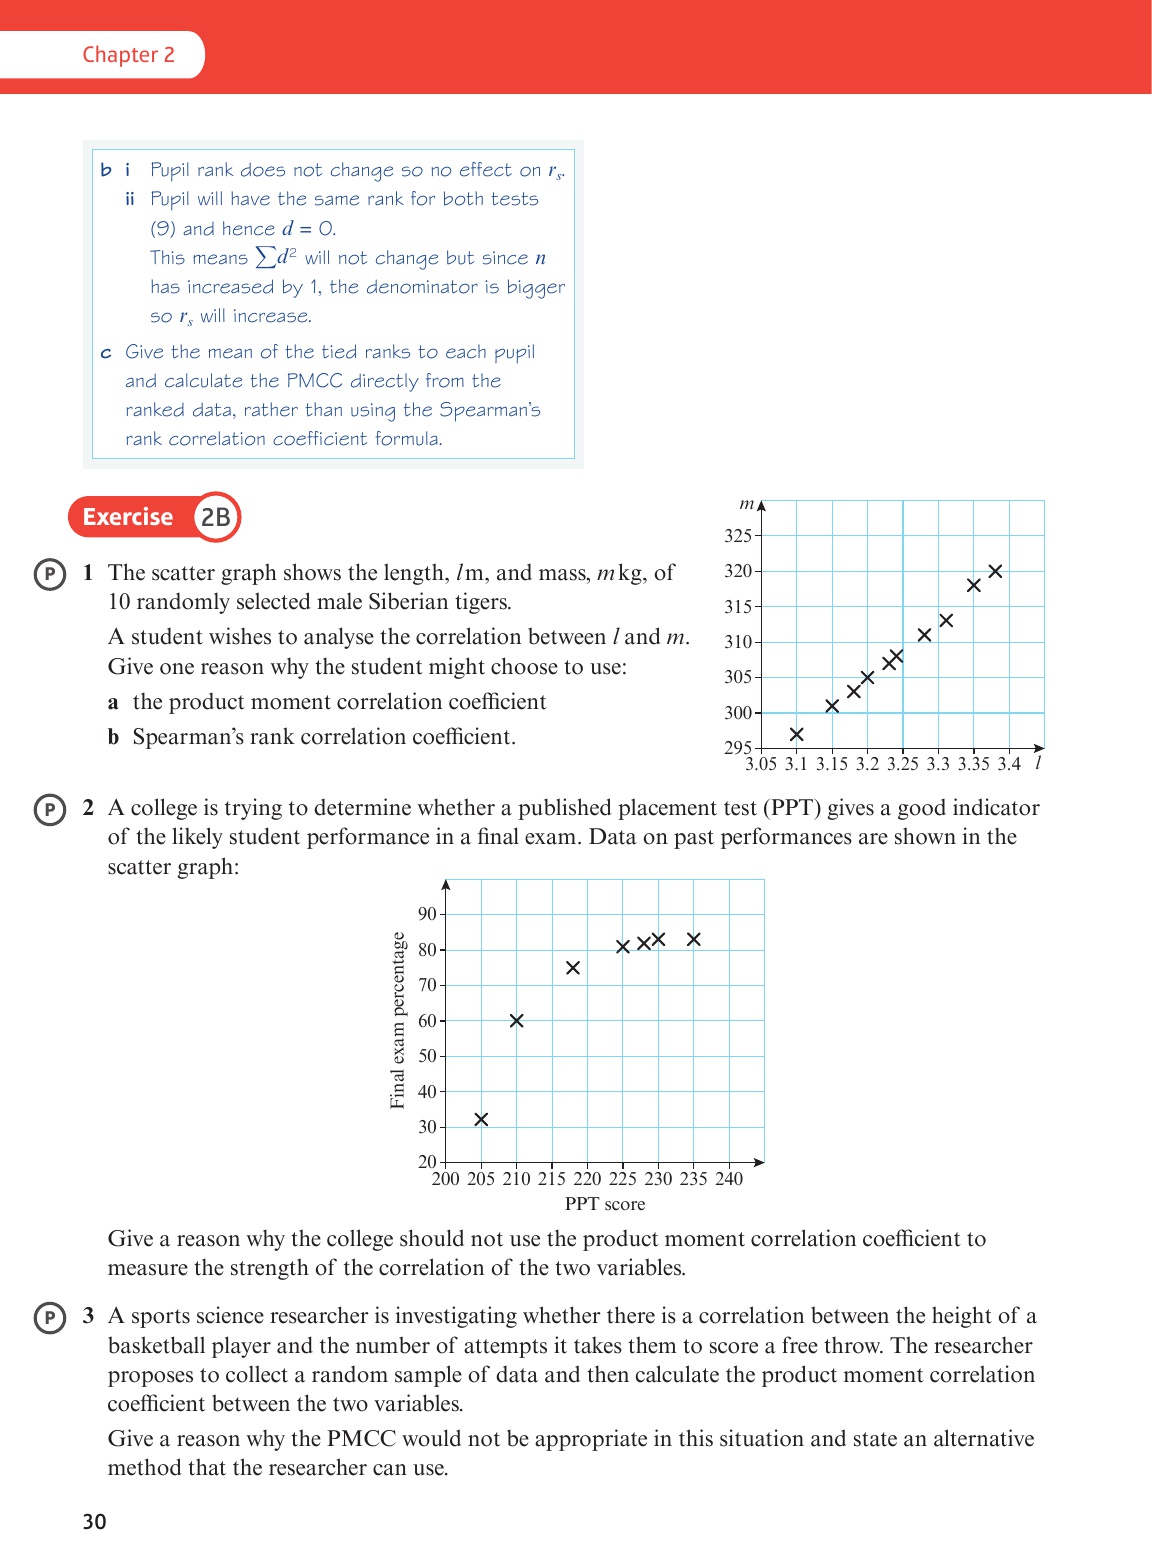 Chapter 2
b i Pupil rank does not change so no effect on rₛ.
ii Pupil will have the same rank for both tests
(9) and hence d = 0.
This means ∑d² will not change but since n
has increased by 1, the denominator is bigger
so rₛ will increase.
c Give the mean of the tied ranks to each pupil
and calculate the PMCC directly from the
ranked data, rather than using the Spearman's
rank correlation coefficient formula.
Exercise 2B
P 1 The scatter graph shows the length, l m, and mass, m kg, of
10 randomly selected male Siberian tigers.
A student wishes to analyse the correlation between l and m.
Give one reason why the student might choose to use:
a the product moment correlation coefficient
b Spearman's rank correlation coefficient.
m
325
320
315
310
305
300
295
3.05 3.1 3.15 3.2 3.25 3.3 3.35 3.4 l
P 2 A college is trying to determine whether a published placement test (PPT) gives a good indicator
of the likely student performance in a final exam. Data on past performances are shown in the
scatter graph:
Final exam percentage
90
80
70
60
50
40
30
20
200 205 210 215 220 225 230 235 240
PPT score
Give a reason why the college should not use the product moment correlation coefficient to
measure the strength of the correlation of the two variables.
P 3 A sports science researcher is investigating whether there is a correlation between the height of a
basketball player and the number of attempts it takes them to score a free throw. The researcher
proposes to collect a random sample of data and then calculate the product moment correlation
coefficient between the two variables.
Give a reason why the PMCC would not be appropriate in this situation and state an alternative
method that the researcher can use.
30